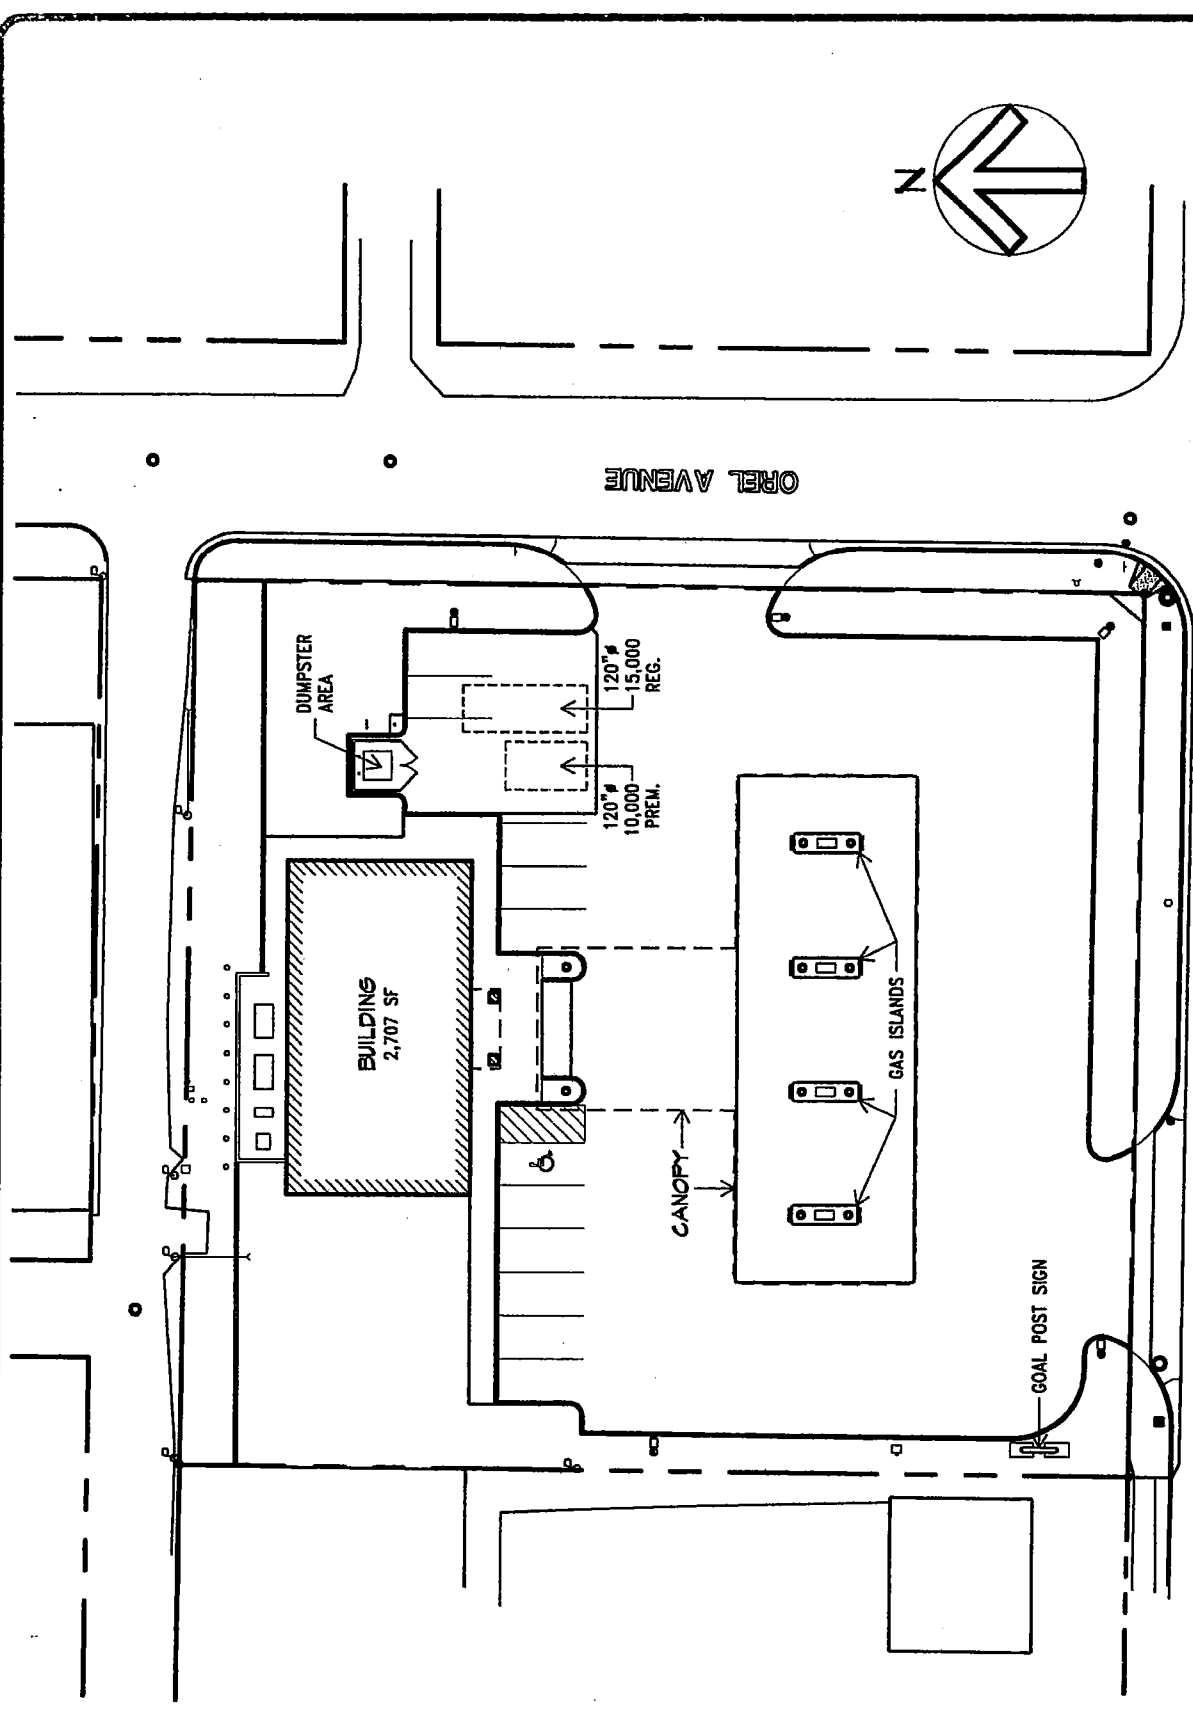 N
OREL AVENUE
DUMPSTER
AREA
120"ø
15,000
REG.
120"ø
10,000
PREM.
BUILDING
2,707 SF
GAS ISLANDS
CANOPY
GOAL POST SIGN